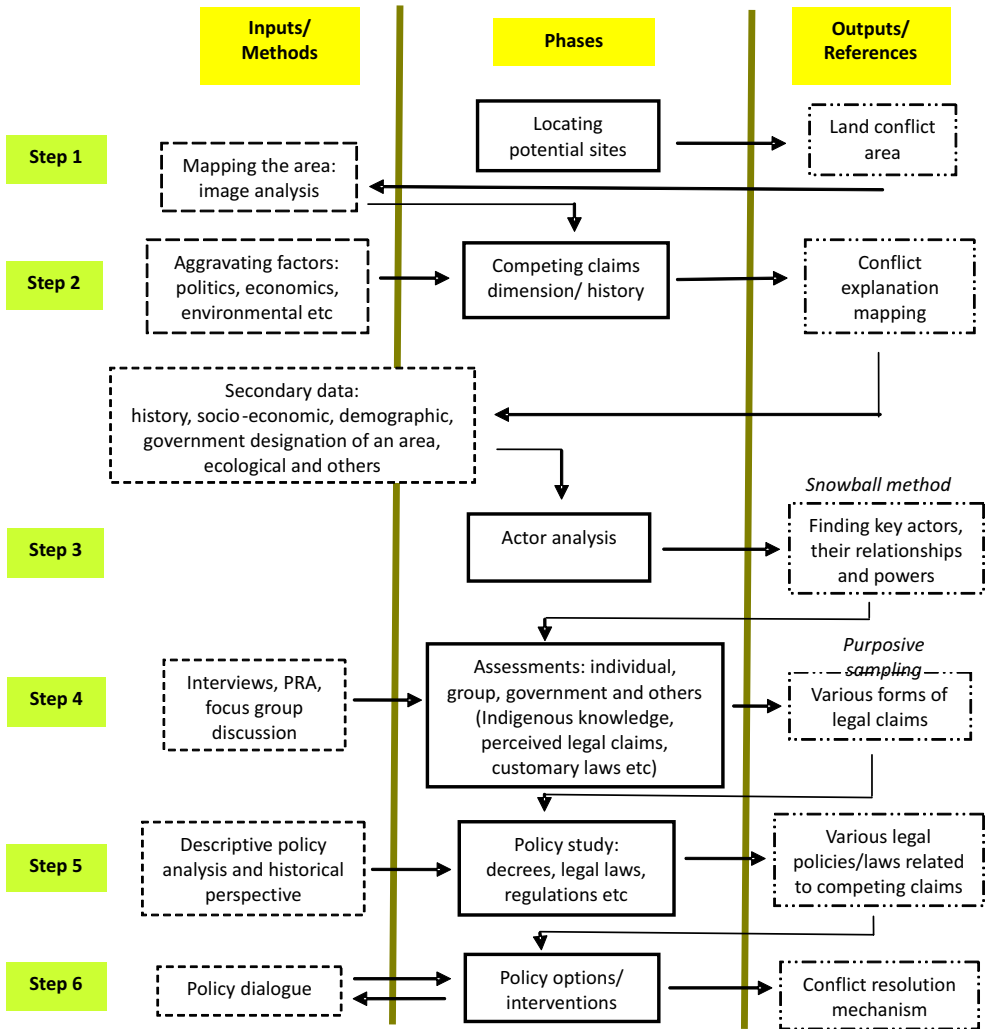 Inputs/
Methods
Phases
Outputs/
References
Step 1
Locating
potential sites
Land conflict
area
Mapping the area:
image analysis
Step 2
Aggravating factors:
politics, economics,
environmental etc
Competing claims
dimension/ history
Conflict
explanation
mapping
Secondary data:
history, socio-economic, demographic,
government designation of an area,
ecological and others
Step 3
Actor analysis
Snowball method
Finding key actors,
their relationships
and powers
Step 4
Interviews, PRA,
focus group
discussion
Assessments: individual,
group, government and others
(Indigenous knowledge,
perceived legal claims,
customary laws etc)
Purposive
sampling
Various forms of
legal claims
Step 5
Descriptive policy
analysis and historical
perspective
Policy study:
decrees, legal laws,
regulations etc
Various legal
policies/laws related
to competing claims
Step 6
Policy dialogue
Policy options/
interventions
Conflict resolution
mechanism